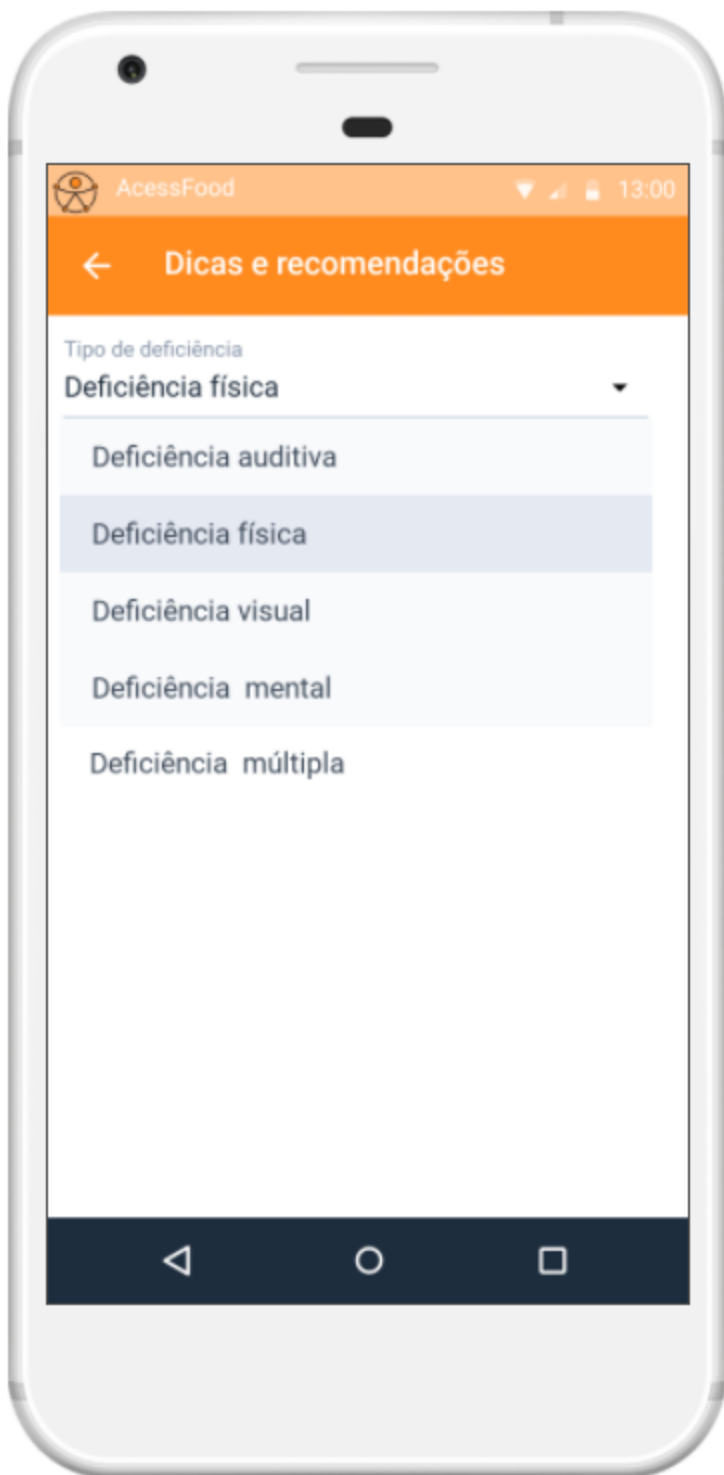 AcessFood 13:00
Dicas e recomendações
Tipo de deficiência
Deficiência física
Deficiência auditiva
Deficiência física
Deficiência visual
Deficiência  mental
Deficiência  múltipla